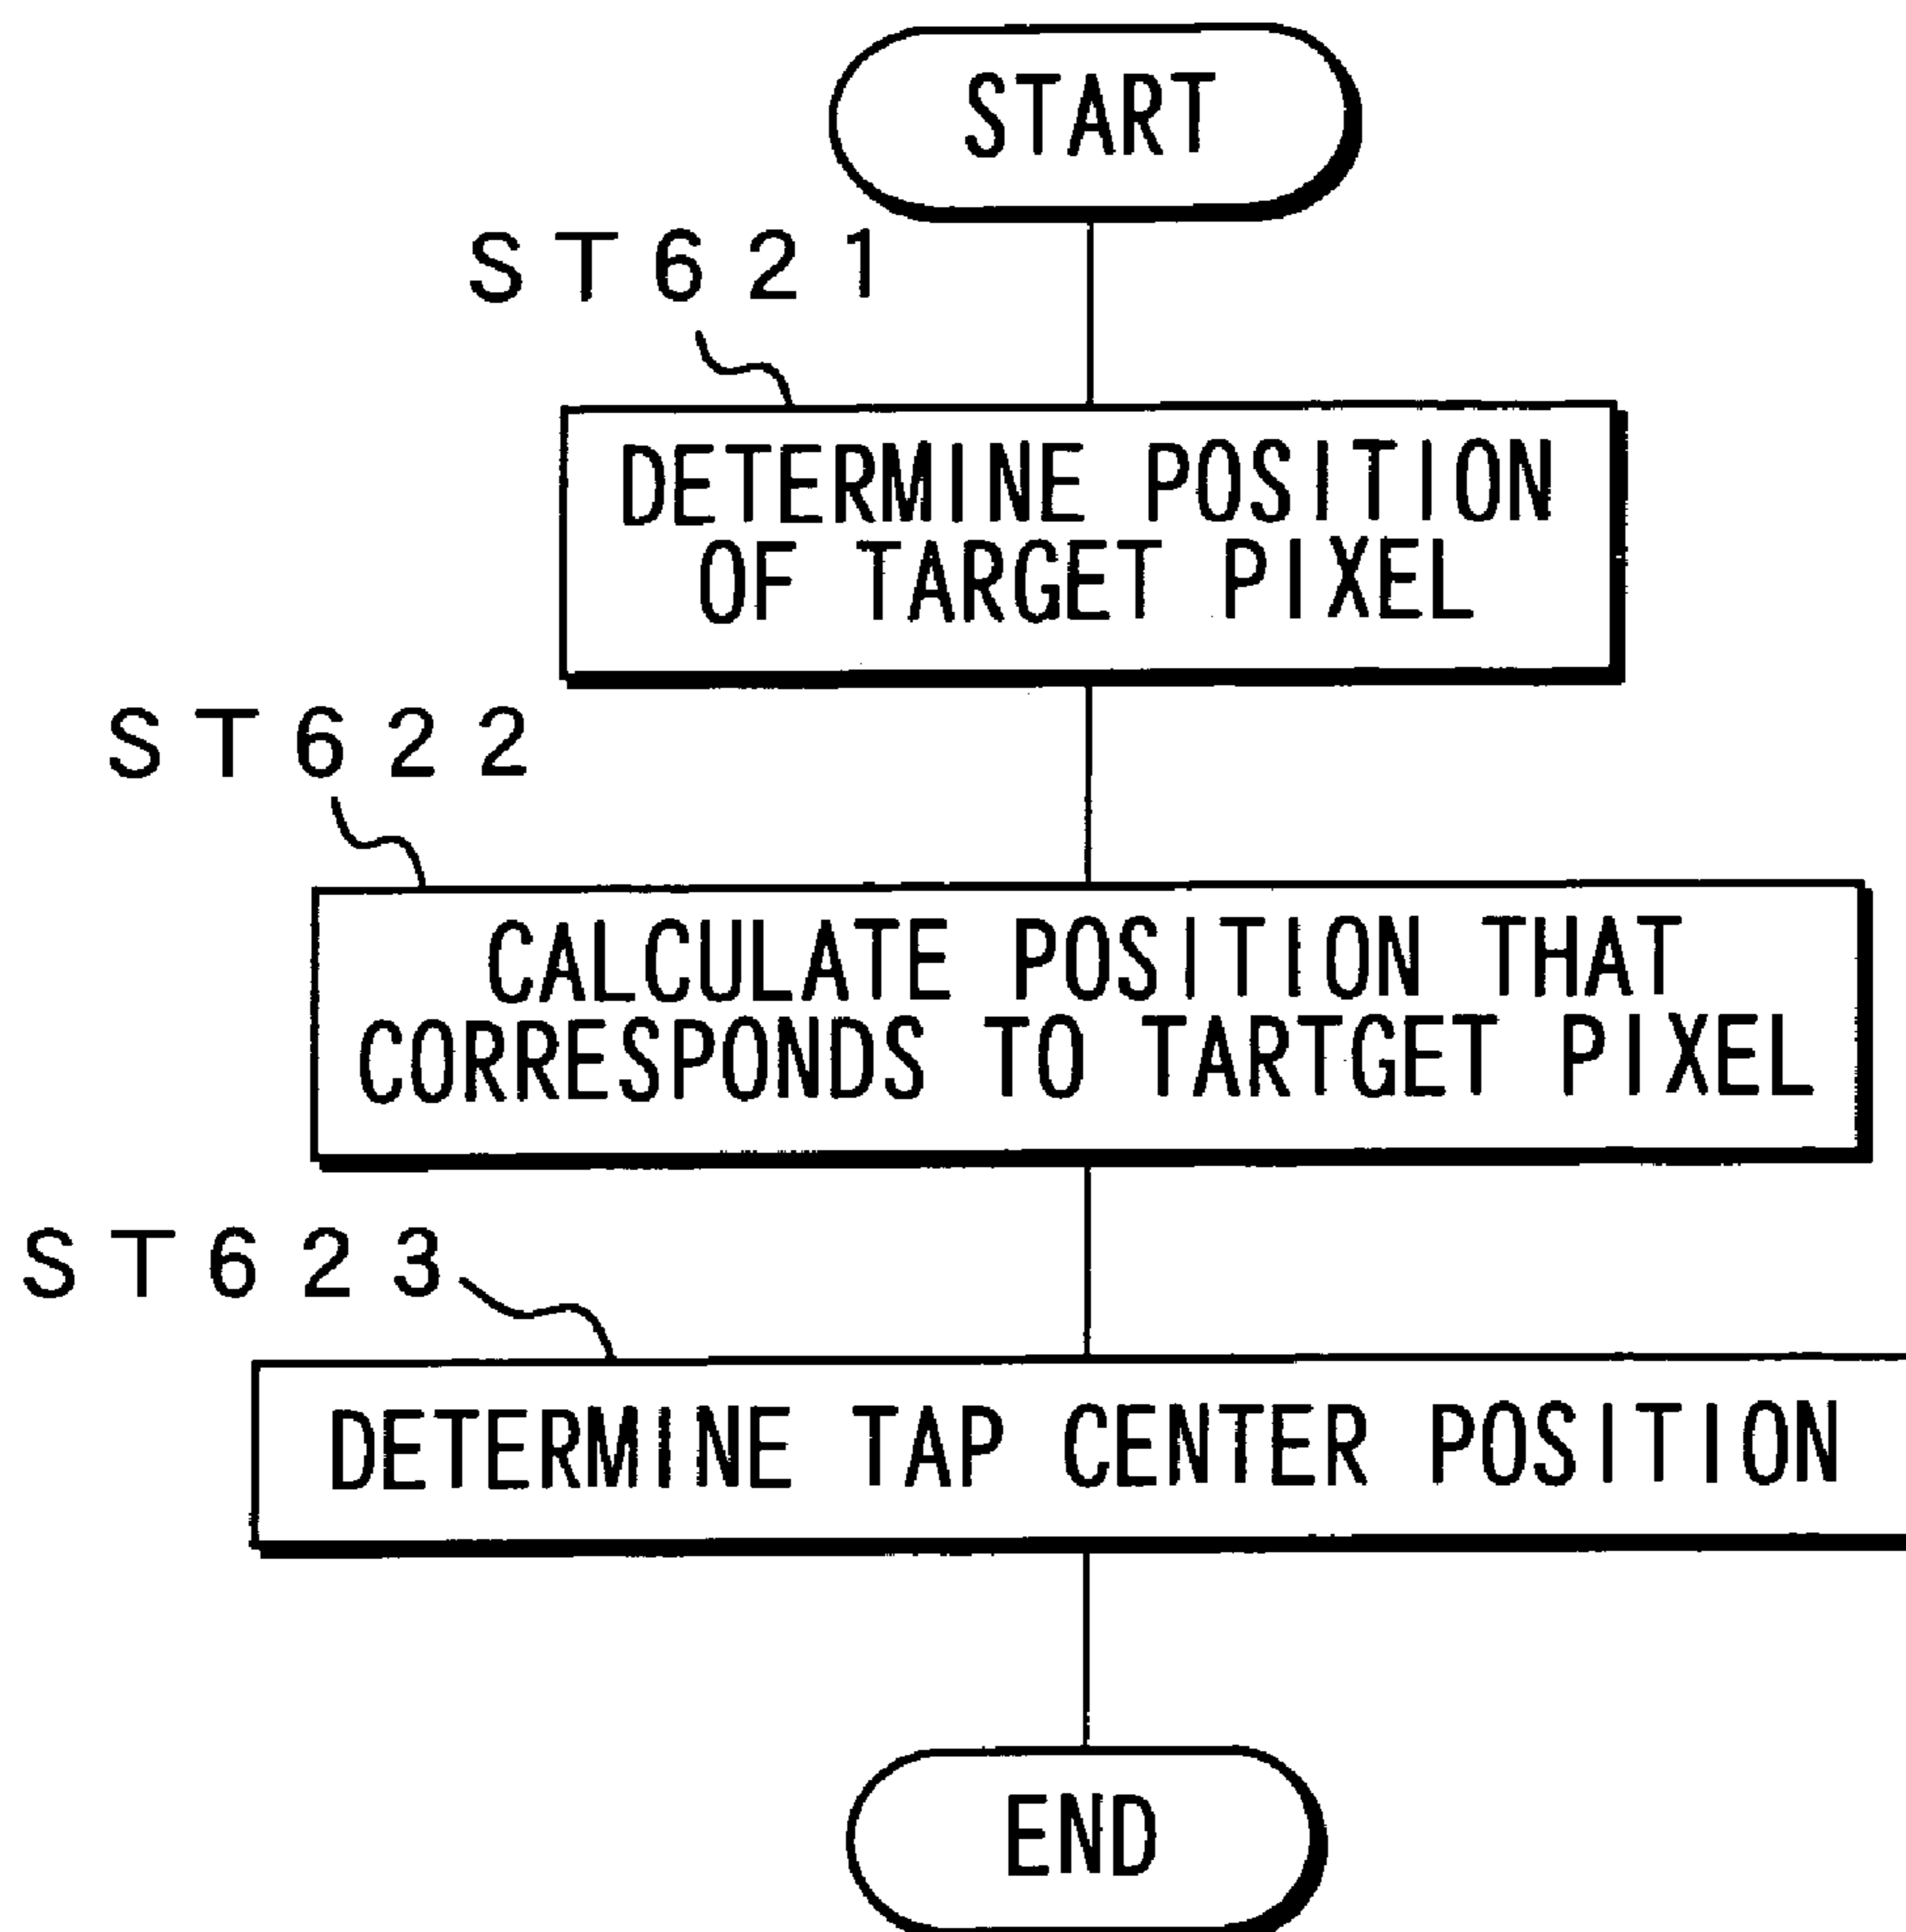 START
ST621
DETERMINE POSITION
OF TARGET PIXEL
ST622
CALCULATE POSITION THAT
CORRESPONDS TO TARTGET PIXEL
ST623
DETERMINE TAP CENTER POSITION
END